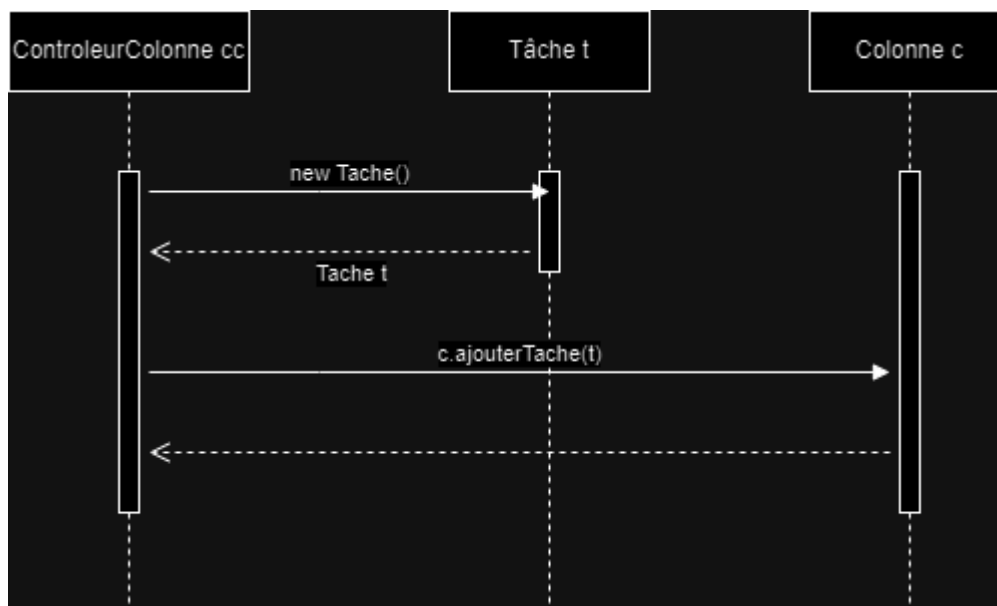 ControleurColonne cc
Tâche t
Colonne c
new Tache()
Tache t
c.ajouterTache(t)